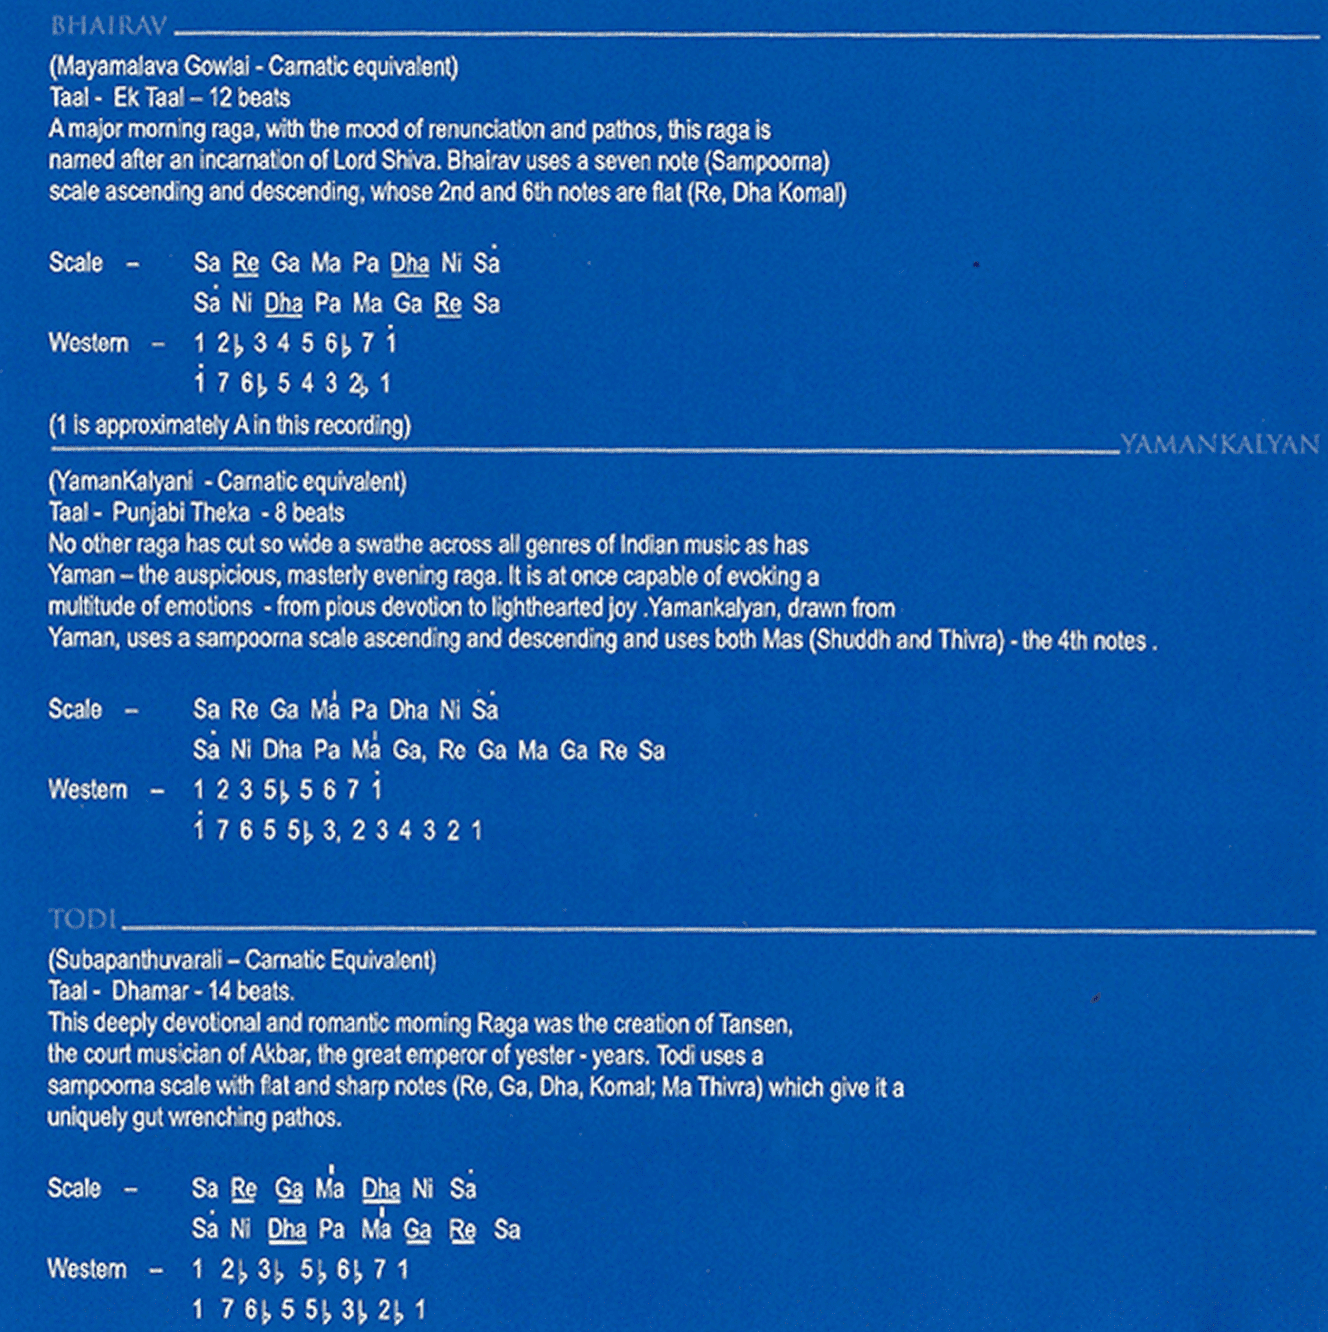 BHAIRAV
(Mayamalava Gowlai - Carnatic equivalent)
Taal - Ek Taal – 12 beats
A major morning raga, with the mood of renunciation and pathos, this raga is
named after an incarnation of Lord Shiva. Bhairav uses a seven note (Sampoorna)
scale ascending and descending, whose 2nd and 6th notes are flat (Re, Dha Komal)
Scale – Sa Re Ga Ma Pa Dha Ni Sȧ
Sȧ Ni Dha Pa Ma Ga Re Sa
Western – 1 2♭ 3 4 5 6♭ 7 1̇
1̇ 7 6♭ 5 4 3 2♭ 1
(1 is approximately A in this recording)
YAMANKALYAN
(YamanKalyani - Carnatic equivalent)
Taal - Punjabi Theka - 8 beats
No other raga has cut so wide a swathe across all genres of Indian music as has
Yaman – the auspicious, masterly evening raga. It is at once capable of evoking a
multitude of emotions - from pious devotion to lighthearted joy .Yamankalyan, drawn from
Yaman, uses a sampoorna scale ascending and descending and uses both Mas (Shuddh and Thivra) - the 4th notes .
Scale – Sa Re Ga Ma̍ Pa Dha Ni Sȧ
Sȧ Ni Dha Pa Ma̍ Ga, Re Ga Ma Ga Re Sa
Western – 1 2 3 5♭ 5 6 7 1̇
1̇ 7 6 5 5♭ 3, 2 3 4 3 2 1
TODI
(Subapanthuvarali – Carnatic Equivalent)
Taal - Dhamar - 14 beats.
This deeply devotional and romantic morning Raga was the creation of Tansen,
the court musician of Akbar, the great emperor of yester - years. Todi uses a
sampoorna scale with flat and sharp notes (Re, Ga, Dha, Komal; Ma Thivra) which give it a
uniquely gut wrenching pathos.
Scale – Sa Re Ga M̍a Dha Ni Sȧ
Sȧ Ni Dha Pa M̍a Ga Re Sa
Western – 1 2♭ 3♭ 5♭ 6♭ 7 1
1 7 6♭ 5 5♭ 3♭ 2♭ 1